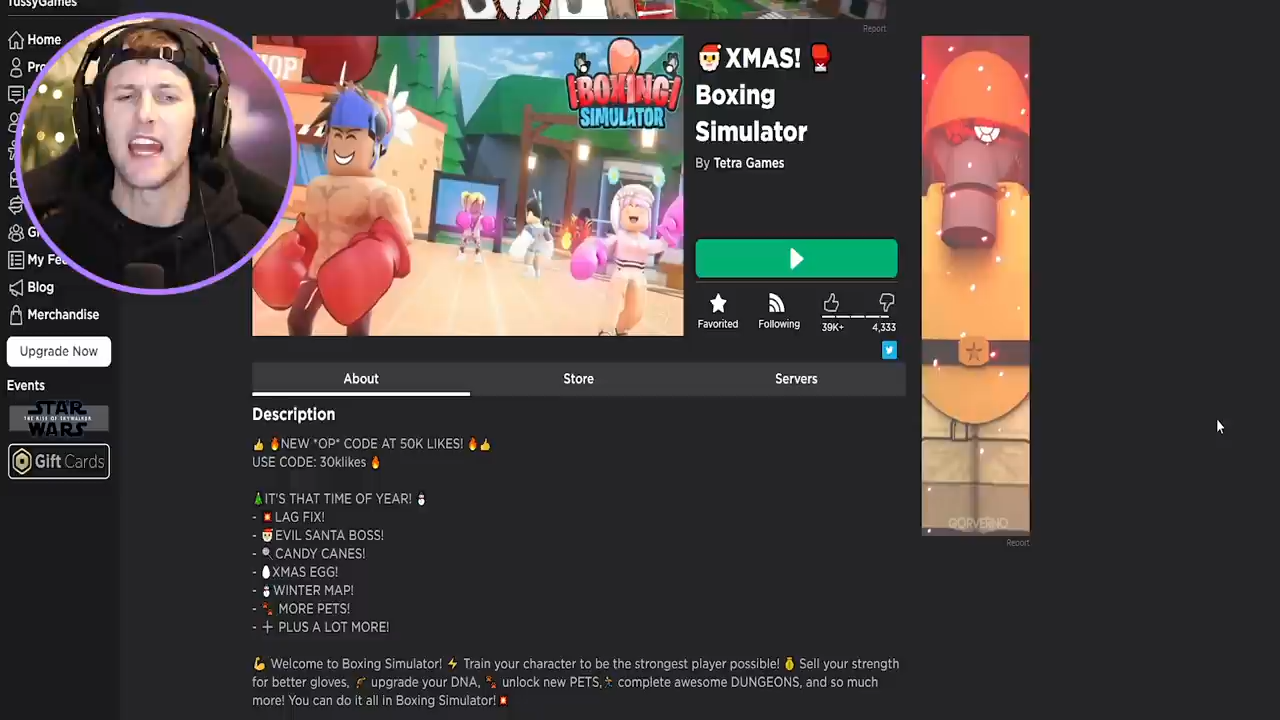 TussyGames
Report
Home
My Fe
Blog
Merchandise
Upgrade Now
Events
STAR WARS
THE RISE OF SKYWALKER
Gift Cards
BOXING
SIMULATOR
🎅XMAS! 🥊
Boxing
Simulator
By Tetra Games
Favorited
Following
39K+
4,333
About
Store
Servers
Description
👍 🔥NEW *OP* CODE AT 50K LIKES! 🔥👍
USE CODE: 30klikes 🔥
🎄IT'S THAT TIME OF YEAR! ⛄
- 💥LAG FIX!
- 🎅EVIL SANTA BOSS!
- 🍭CANDY CANES!
- 🥚XMAS EGG!
- ⛄WINTER MAP!
- 🐕 MORE PETS!
- ➕ PLUS A LOT MORE!
💪 Welcome to Boxing Simulator! ⚡ Train your character to be the strongest player possible! 💰 Sell your strength
for better gloves, upgrade your DNA, 🐕 unlock new PETS, complete awesome DUNGEONS, and so much
more! You can do it all in Boxing Simulator!💥
Report